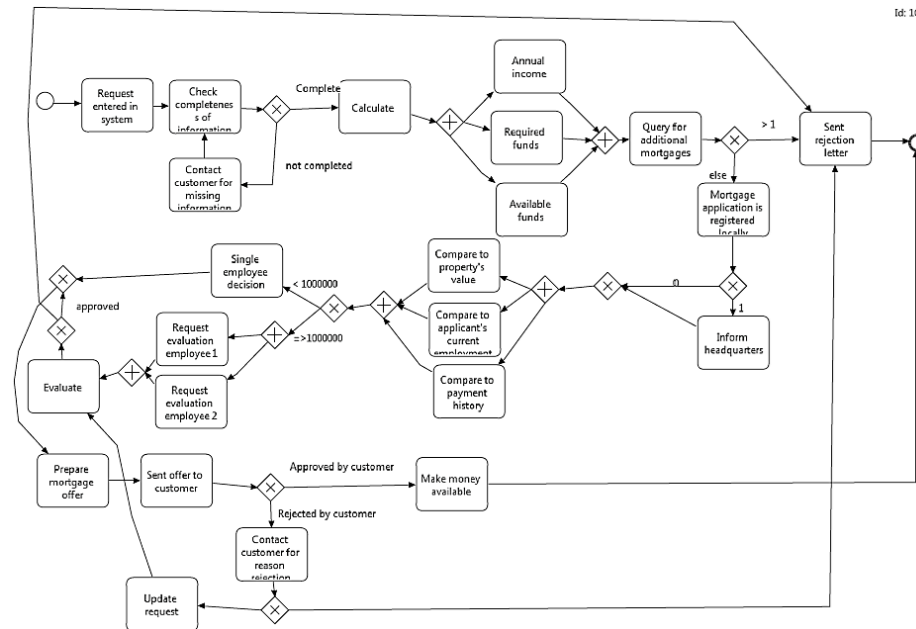 Id: 10
Request
entered in
system
Check
completenes
s of
information
Complete
Calculate
Annual
income
Required
funds
Available
funds
Query for
additional
mortgages
> 1
Sent
rejection
letter
not completed
Contact
customer for
missing
information
else
Mortgage
application is
registered
locally
0
1
Inform
headquarters
Compare to
property's
value
Compare to
applicant's
current
employment
Compare to
payment
history
< 1000000
=>1000000
Single
employee
decision
approved
Request
evaluation
employee 1
Request
evaluation
employee 2
Evaluate
Prepare
mortgage
offer
Sent offer to
customer
Approved by customer
Make money
available
Rejected by customer
Contact
customer for
reason
rejection
Update
request